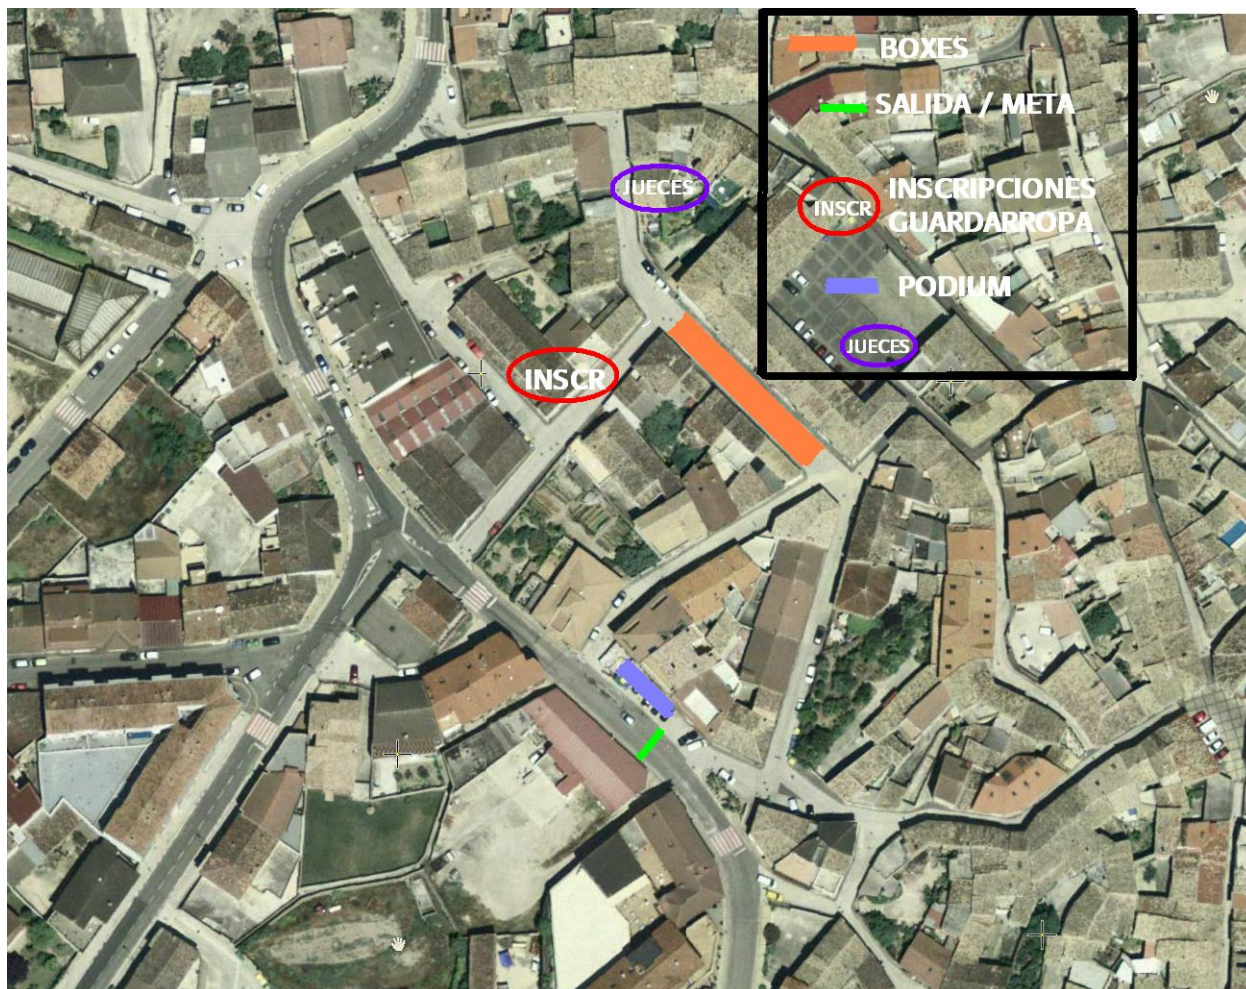 BOXES
SALIDA / META
INSCR
INSCRIPCIONES
GUARDARROPA
PODIUM
JUECES
JUECES
INSCR